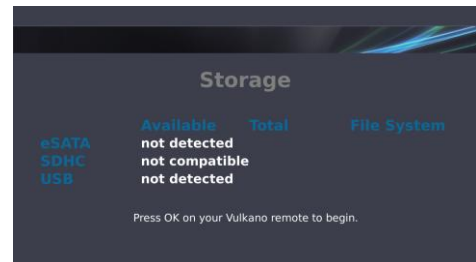 Storage
Available Total File System
eSATA not detected
SDHC not compatible
USB not detected
Press OK on your Vulkano remote to begin.